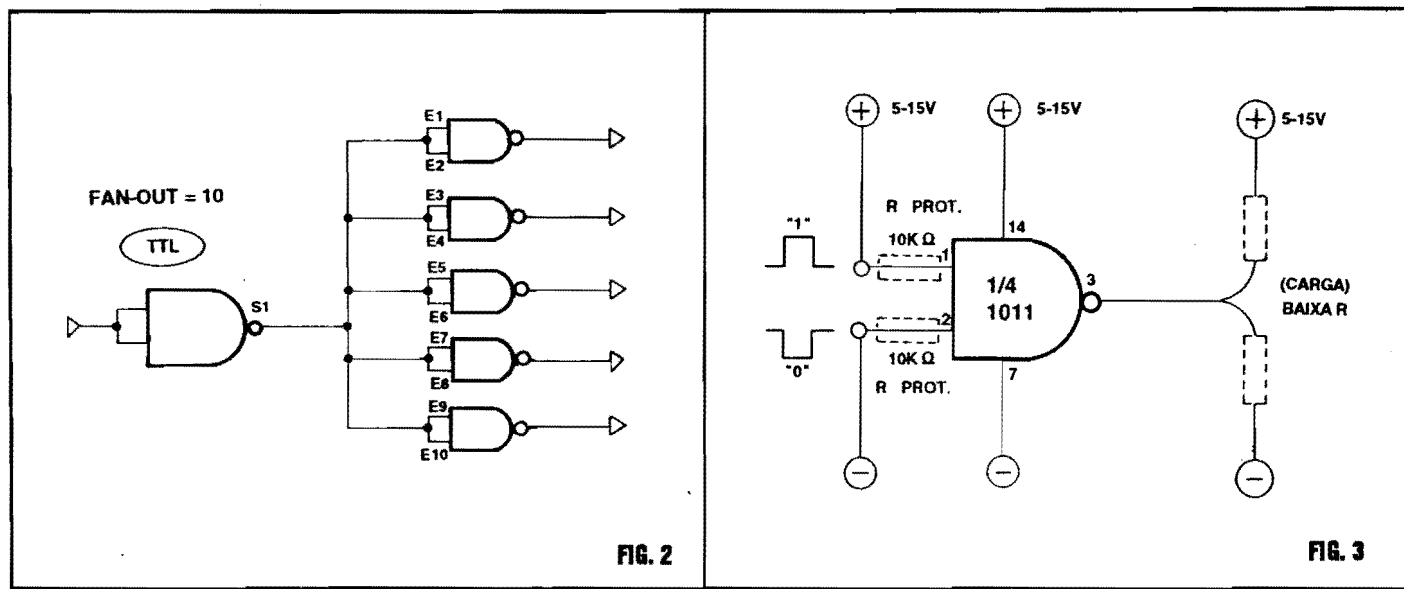 FAN-OUT = 10
TTL
S1
E1
E2
E3
E4
E5
E6
E7
E8
E9
E10
FIG. 2
5-15V
5-15V
5-15V
R PROT.
"1"
10K Ω
1
14
1/4
1011
3
(CARGA)
BAIXA R
2
10K Ω
"0"
R PROT.
7
FIG. 3